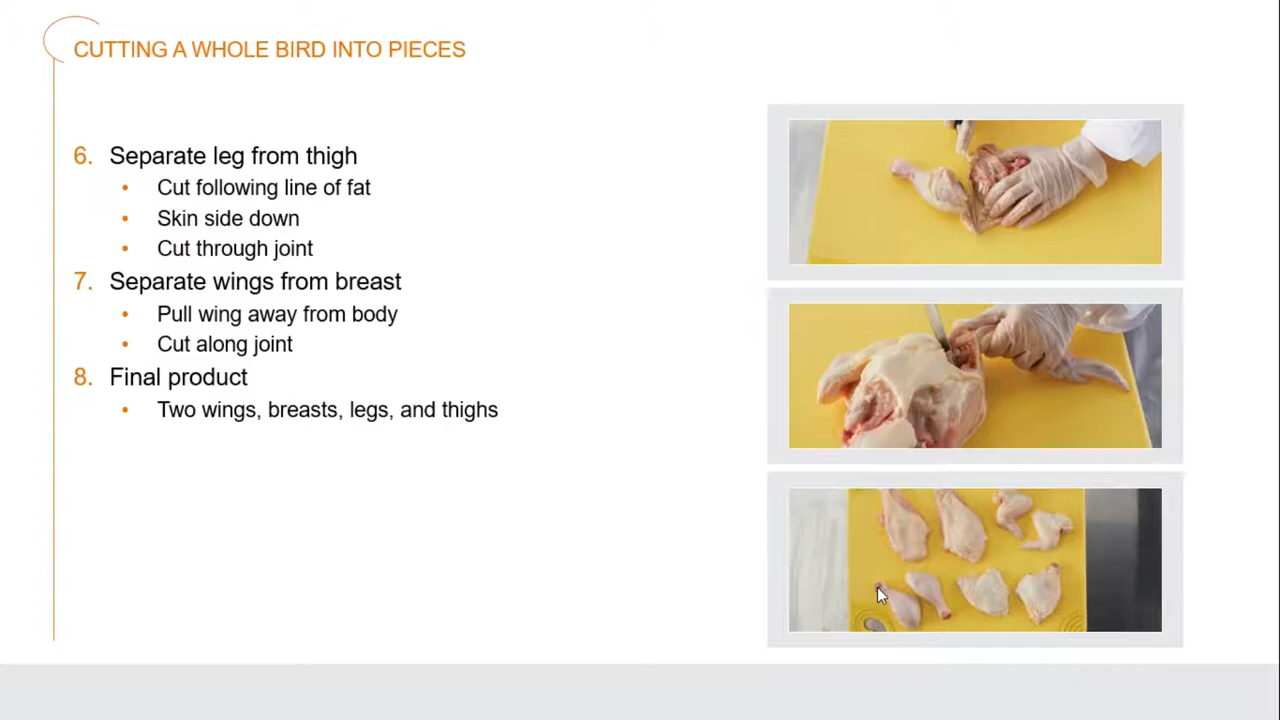 CUTTING A WHOLE BIRD INTO PIECES
6. Separate leg from thigh
• Cut following line of fat
• Skin side down
• Cut through joint
7. Separate wings from breast
• Pull wing away from body
• Cut along joint
8. Final product
• Two wings, breasts, legs, and thighs